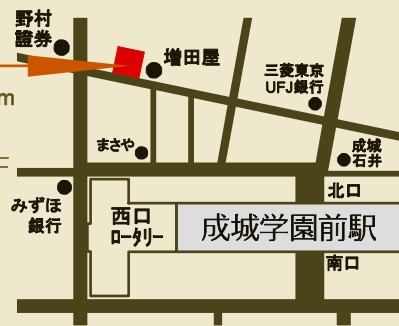 野村
證券
増田屋
三菱東京
UFJ銀行
m
まさや
成城
石井
みずほ
銀行
西口
ロータリー
北口
成城学園前駅
南口